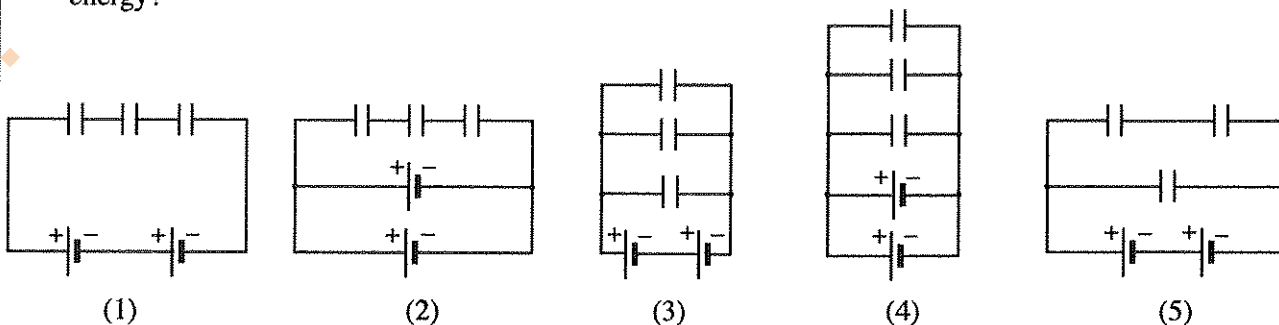 energy?
+ − + −
+ −
+ −
+ − + −
+ −
+ −
+ − + −
(1) (2) (3) (4) (5)